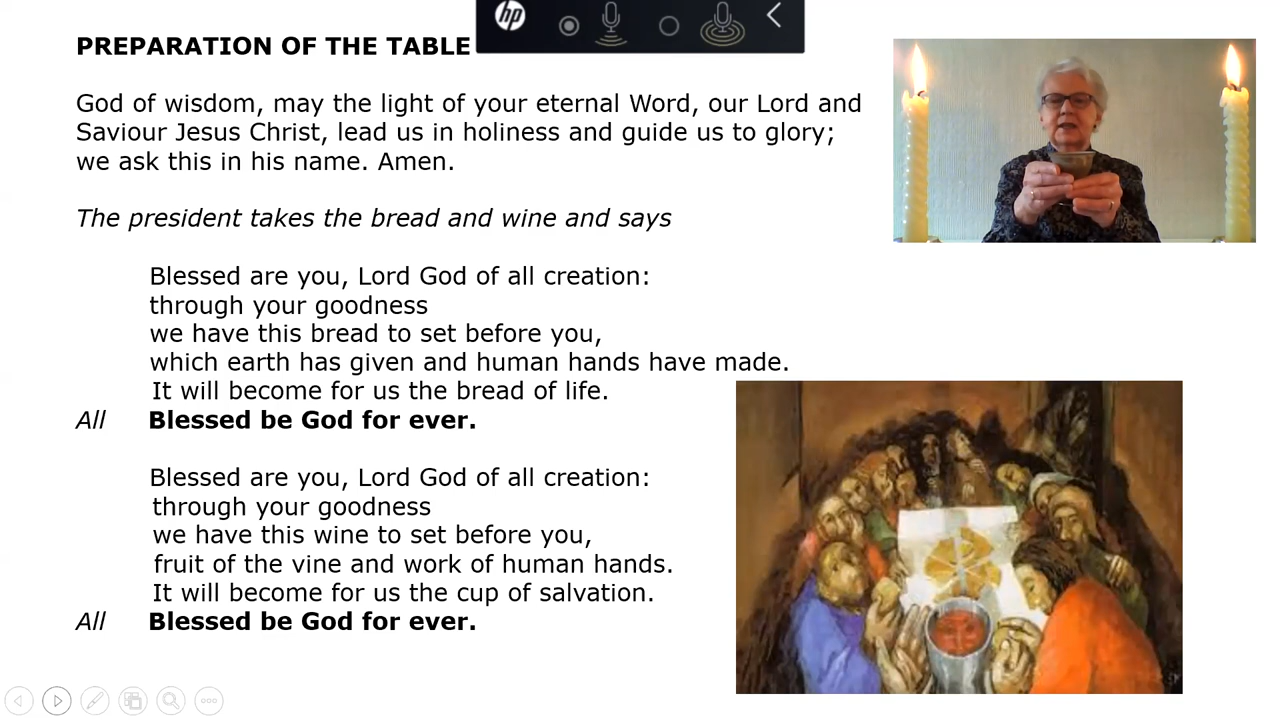 hp
PREPARATION OF THE TABLE
God of wisdom, may the light of your eternal Word, our Lord and
Saviour Jesus Christ, lead us in holiness and guide us to glory;
we ask this in his name. Amen.
The president takes the bread and wine and says
Blessed are you, Lord God of all creation:
through your goodness
we have this bread to set before you,
which earth has given and human hands have made.
It will become for us the bread of life.
All Blessed be God for ever.
Blessed are you, Lord God of all creation:
through your goodness
we have this wine to set before you,
fruit of the vine and work of human hands.
It will become for us the cup of salvation.
All Blessed be God for ever.